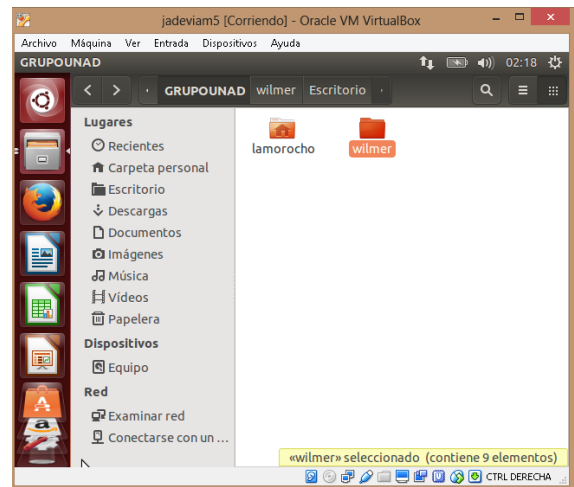 jadeviam5 [Corriendo] - Oracle VM VirtualBox
Archivo Máquina Ver Entrada Dispositivos Ayuda
GRUPOUNAD 02:18
GRUPOUNAD wilmer Escritorio
Lugares
Recientes
Carpeta personal
Escritorio
Descargas
Documentos
Imágenes
Música
Vídeos
Papelera
Dispositivos
Equipo
Red
Examinar red
Conectarse con un ...
lamorocho wilmer
«wilmer» seleccionado (contiene 9 elementos)
CTRL DERECHA